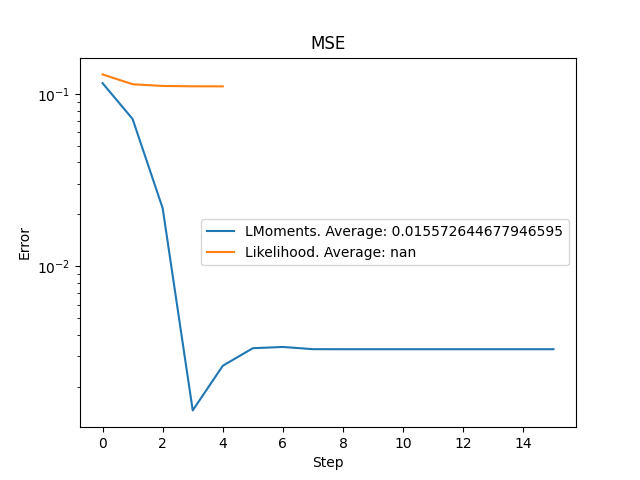 MSE
10⁻¹
10⁻²
Error
LMoments. Average: 0.015572644677946595
Likelihood. Average: nan
0 2 4 6 8 10 12 14
Step